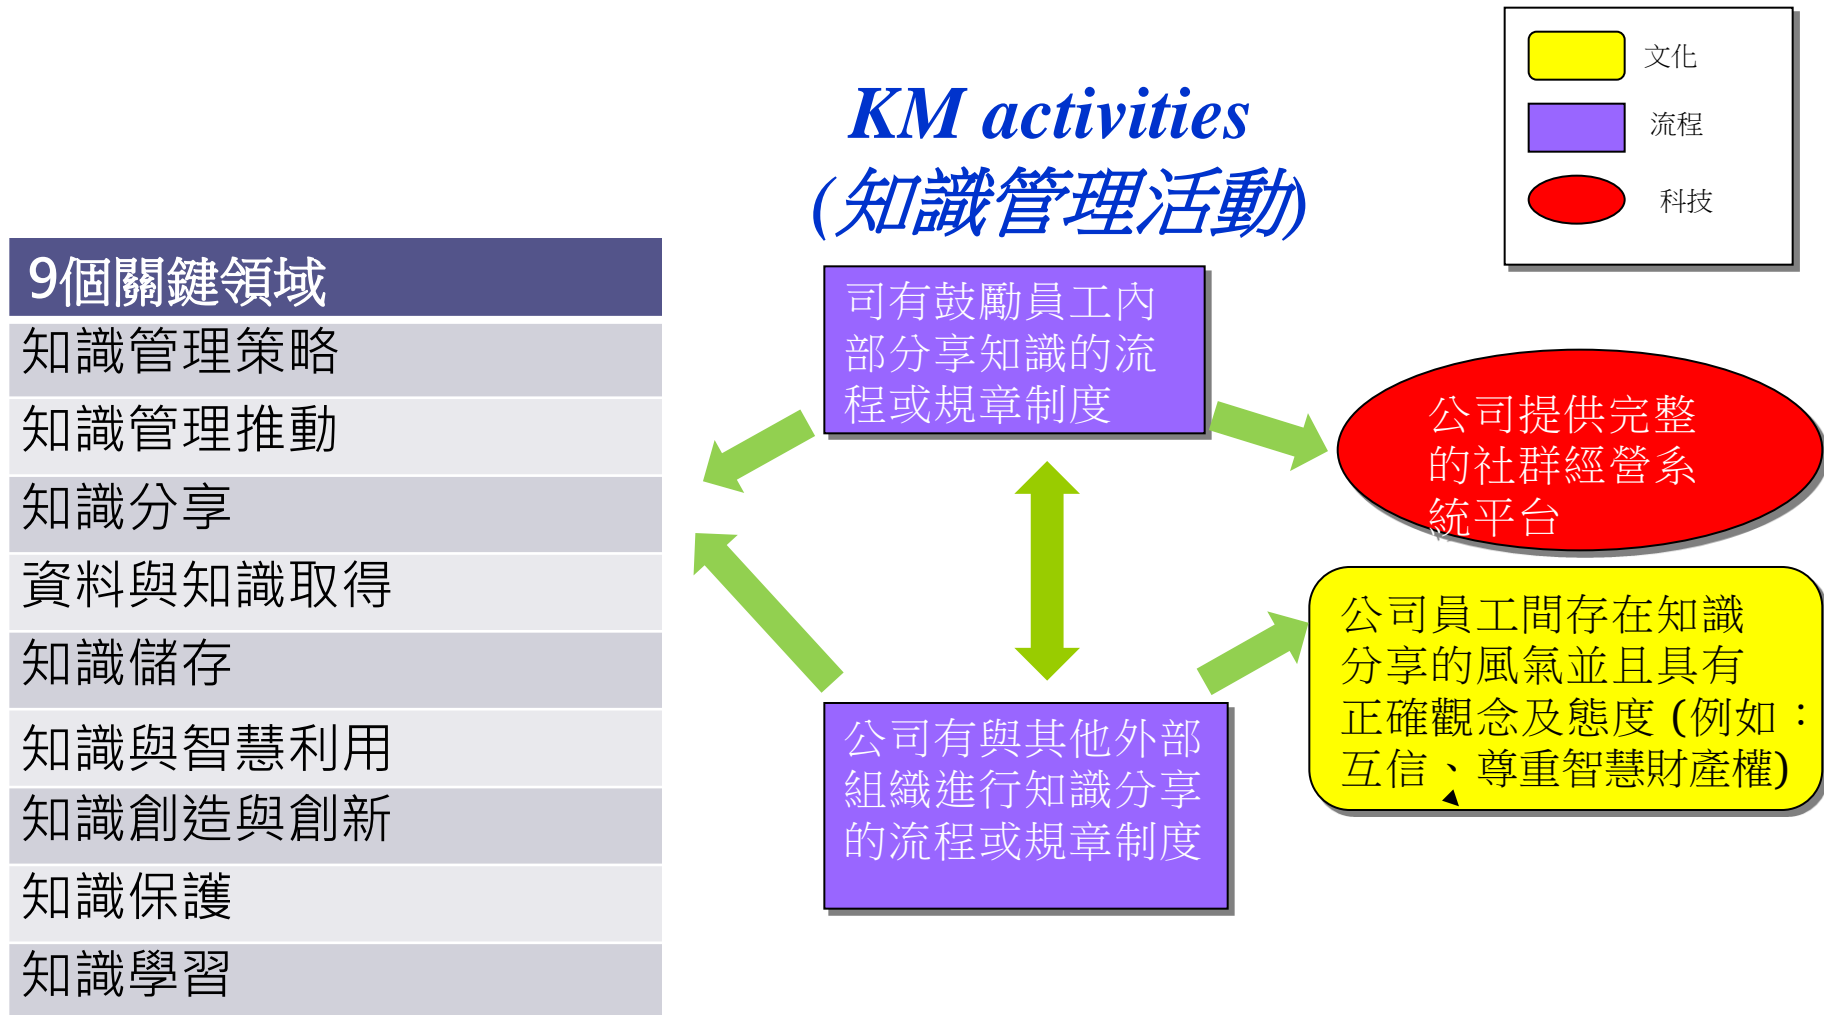 文化
流程
科技
KM activities
(知識管理活動)
9個關鍵領域
知識管理策略
知識管理推動
知識分享
資料與知識取得
知識儲存
知識與智慧利用
知識創造與創新
知識保護
知識學習
司有鼓勵員工內
部分享知識的流
程或規章制度
公司提供完整
的社群經營系
統平台
公司有與其他外部
組織進行知識分享
的流程或規章制度
公司員工間存在知識
分享的風氣並且具有
正確觀念及態度 (例如：
互信、尊重智慧財產權)